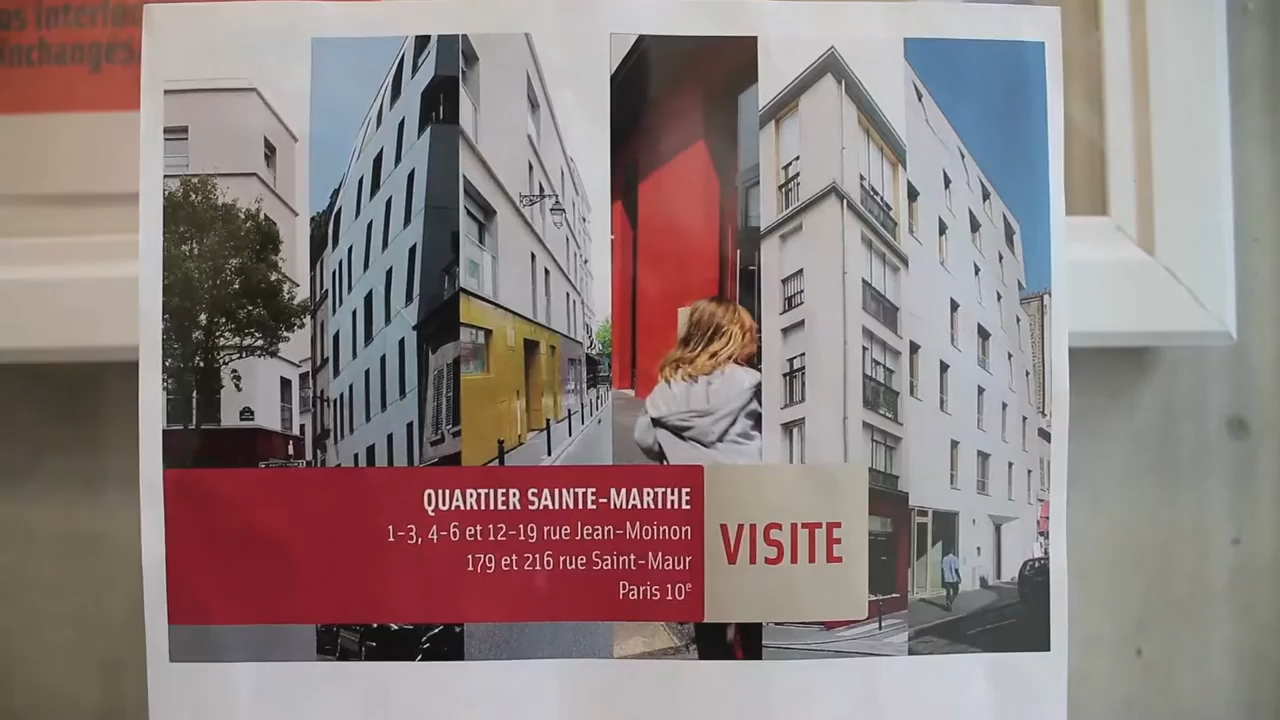 inchangés.
QUARTIER SAINTE-MARTHE
1-3, 4-6 et 12-19 rue Jean-Moinon
179 et 216 rue Saint-Maur
Paris 10e
VISITE